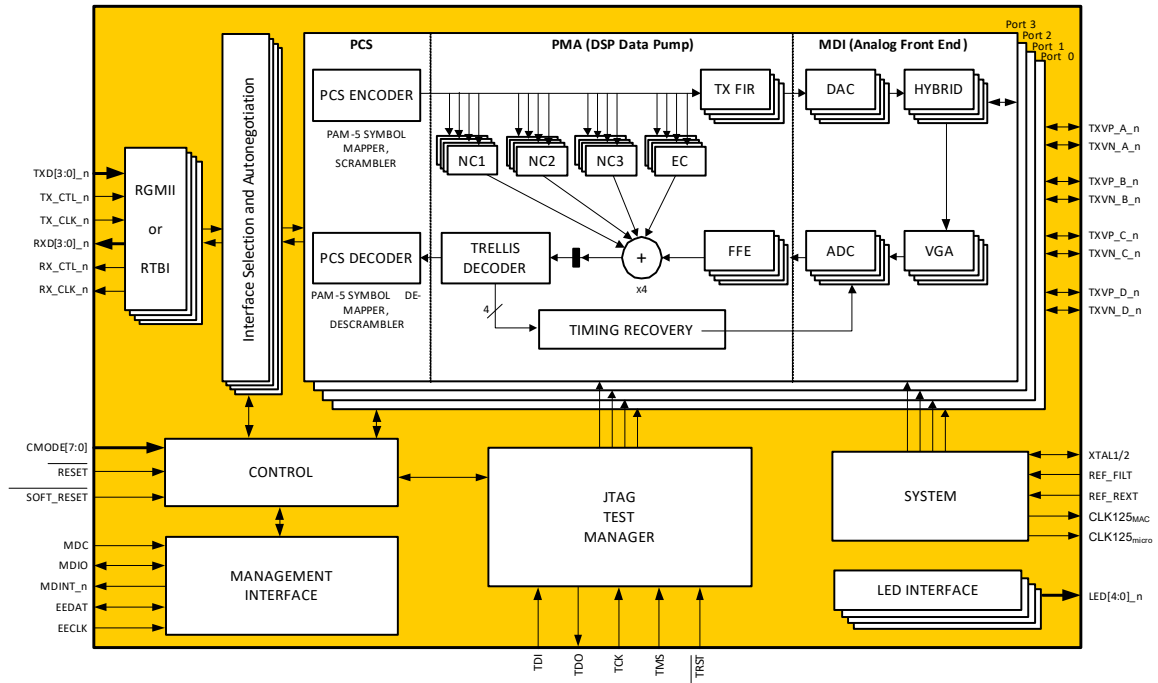 Port 3
Port 2
Port 1
Port 0
PCS
PMA (DSP Data Pump)
MDI (Analog Front End)
PCS ENCODER
PAM-5 SYMBOL
MAPPER,
SCRAMBLER
TX FIR
DAC
HYBRID
NC1
NC2
NC3
EC
Interface Selection and Autonegotiation
RGMII
or
RTBI
TXD[3:0]_n
TX_CTL_n
TX_CLK_n
RXD[3:0]_n
RX_CTL_n
RX_CLK_n
PCS DECODER
PAM-5 SYMBOL DE-
MAPPER,
DESCRAMBLER
TRELLIS
DECODER
+
x4
FFE
ADC
VGA
4
TIMING RECOVERY
TXVP_A_n
TXVN_A_n
TXVP_B_n
TXVN_B_n
TXVP_C_n
TXVN_C_n
TXVP_D_n
TXVN_D_n
CMODE[7:0]
RESET
SOFT_RESET
CONTROL
JTAG
TEST
MANAGER
SYSTEM
XTAL1/2
REF_FILT
REF_REXT
CLK125MAC
CLK125micro
MDC
MDIO
MDINT_n
EEDAT
EECLK
MANAGEMENT
INTERFACE
LED INTERFACE
LED[4:0]_n
TDI
TDO
TCK
TMS
TRST